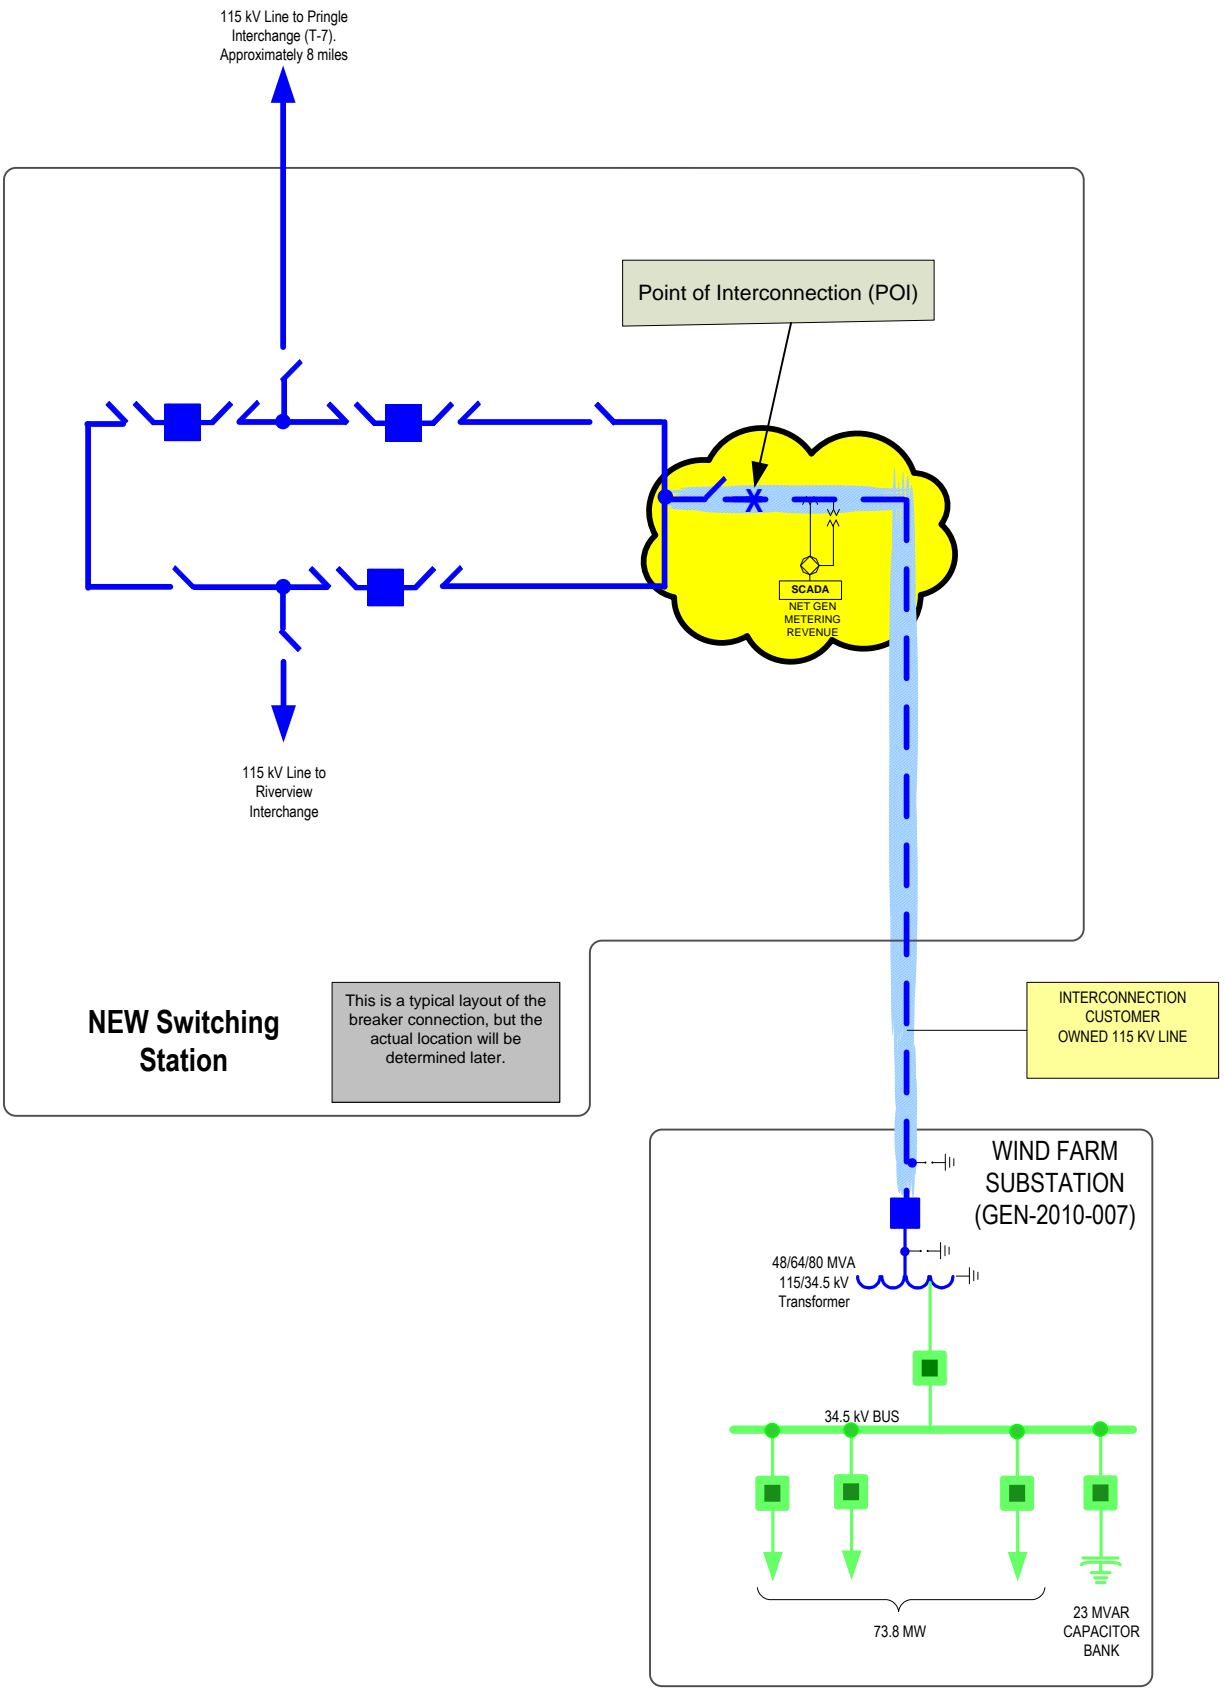 115 kV Line to Pringle
Interchange (T-7).
Approximately 8 miles
Point of Interconnection (POI)
X
SCADA
NET GEN
METERING
REVENUE
115 kV Line to
Riverview
Interchange
NEW Switching
Station
This is a typical layout of the
breaker connection, but the
actual location will be
determined later.
INTERCONNECTION
CUSTOMER
OWNED 115 KV LINE
WIND FARM
SUBSTATION
(GEN-2010-007)
48/64/80 MVA
115/34.5 kV
Transformer
34.5 kV BUS
73.8 MW
23 MVAR
CAPACITOR
BANK